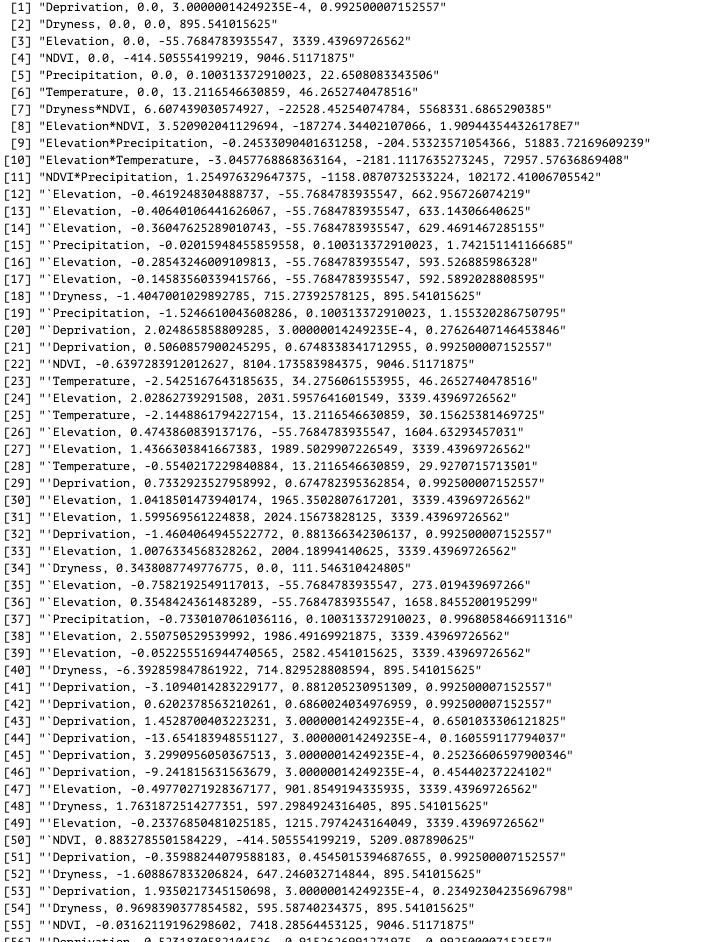 [1] "Deprivation, 0.0, 3.00000014249235E-4, 0.992500007152557"
[2] "Dryness, 0.0, 0.0, 895.541015625"
[3] "Elevation, 0.0, -55.7684783935547, 3339.43969726562"
[4] "NDVI, 0.0, -414.505554199219, 9046.51171875"
[5] "Precipitation, 0.0, 0.100313372910023, 22.6508083343506"
[6] "Temperature, 0.0, 13.2116546630859, 46.2652740478516"
[7] "Dryness*NDVI, 6.607439030574927, -22528.45254074784, 5568331.6865290385"
[8] "Elevation*NDVI, 3.520902041129694, -187274.34402107066, 1.909443544326178E7"
[9] "Elevation*Precipitation, -0.24533090401631258, -204.53323571054366, 51883.72169609239"
[10] "Elevation*Temperature, -3.0457768868363164, -2181.1117635273245, 72957.57636869408"
[11] "NDVI*Precipitation, 1.254976329647375, -1158.0870732533224, 102172.41006705542"
[12] "`Elevation, -0.4619248304888737, -55.7684783935547, 662.956726074219"
[13] "`Elevation, -0.40640106441626067, -55.7684783935547, 633.14306640625"
[14] "`Elevation, -0.36047625289010743, -55.7684783935547, 629.4691467285155"
[15] "`Precipitation, -0.02015948455859558, 0.100313372910023, 1.742151141166685"
[16] "`Elevation, -0.28543246009109813, -55.7684783935547, 593.526885986328"
[17] "`Elevation, -0.14583560339415766, -55.7684783935547, 592.5892028808595"
[18] "'Dryness, -1.4047001029892785, 715.27392578125, 895.541015625"
[19] "`Precipitation, -1.5246610043608286, 0.100313372910023, 1.155320286750795"
[20] "`Deprivation, 2.024865858809285, 3.00000014249235E-4, 0.27626407146453846"
[21] "'Deprivation, 0.5060857900245295, 0.6748338341712955, 0.992500007152557"
[22] "'NDVI, -0.6397283912012627, 8104.173583984375, 9046.51171875"
[23] "'Temperature, -2.5425167643185635, 34.2756061553955, 46.2652740478516"
[24] "'Elevation, 2.02862739291508, 2031.5957641601549, 3339.43969726562"
[25] "`Temperature, -2.1448861794227154, 13.2116546630859, 30.15625381469725"
[26] "`Elevation, 0.4743860839137176, -55.7684783935547, 1604.63293457031"
[27] "'Elevation, 1.4366303841667383, 1989.5029907226549, 3339.43969726562"
[28] "`Temperature, -0.5540217229840884, 13.2116546630859, 29.9270715713501"
[29] "'Deprivation, 0.7332923527958992, 0.674782395362854, 0.992500007152557"
[30] "'Elevation, 1.0418501473940174, 1965.3502807617201, 3339.43969726562"
[31] "'Elevation, 1.599569561224838, 2024.15673828125, 3339.43969726562"
[32] "'Deprivation, -1.4604064945522772, 0.881366342306137, 0.992500007152557"
[33] "'Elevation, 1.0076334568328262, 2004.18994140625, 3339.43969726562"
[34] "`Dryness, 0.3438087749776775, 0.0, 111.546310424805"
[35] "`Elevation, -0.7582192549117013, -55.7684783935547, 273.019439697266"
[36] "`Elevation, 0.3548424361483289, -55.7684783935547, 1658.8455200195299"
[37] "`Precipitation, -0.7330107061036116, 0.100313372910023, 0.9968058466911316"
[38] "'Elevation, 2.550750529539992, 1986.49169921875, 3339.43969726562"
[39] "'Elevation, -0.052255516944740565, 2582.4541015625, 3339.43969726562"
[40] "'Dryness, -6.392859847861922, 714.829528808594, 895.541015625"
[41] "'Deprivation, -3.1094014283229177, 0.881205230951309, 0.992500007152557"
[42] "'Deprivation, 0.6202378563210261, 0.6860024034976959, 0.992500007152557"
[43] "`Deprivation, 1.4528700403223231, 3.00000014249235E-4, 0.6501033306121825"
[44] "`Deprivation, -13.654183948551127, 3.00000014249235E-4, 0.160559117794037"
[45] "`Deprivation, 3.2990956050367513, 3.00000014249235E-4, 0.25236606597900346"
[46] "`Deprivation, -9.241815631563679, 3.00000014249235E-4, 0.45440237224102"
[47] "'Elevation, -0.49770271928367177, 901.8549194335935, 3339.43969726562"
[48] "'Dryness, 1.7631872514277351, 597.2984924316405, 895.541015625"
[49] "'Elevation, -0.23376850481025185, 1215.7974243164049, 3339.43969726562"
[50] "`NDVI, 0.8832785501584229, -414.505554199219, 5209.087890625"
[51] "'Deprivation, -0.35988244079588183, 0.4545015394687655, 0.992500007152557"
[52] "'Dryness, -1.608867833206824, 647.246032714844, 895.541015625"
[53] "`Deprivation, 1.9350217345150698, 3.00000014249235E-4, 0.23492304235696798"
[54] "'Dryness, 0.9698390377854582, 595.58740234375, 895.541015625"
[55] "'NDVI, -0.03162119196298602, 7418.28564453125, 9046.51171875"